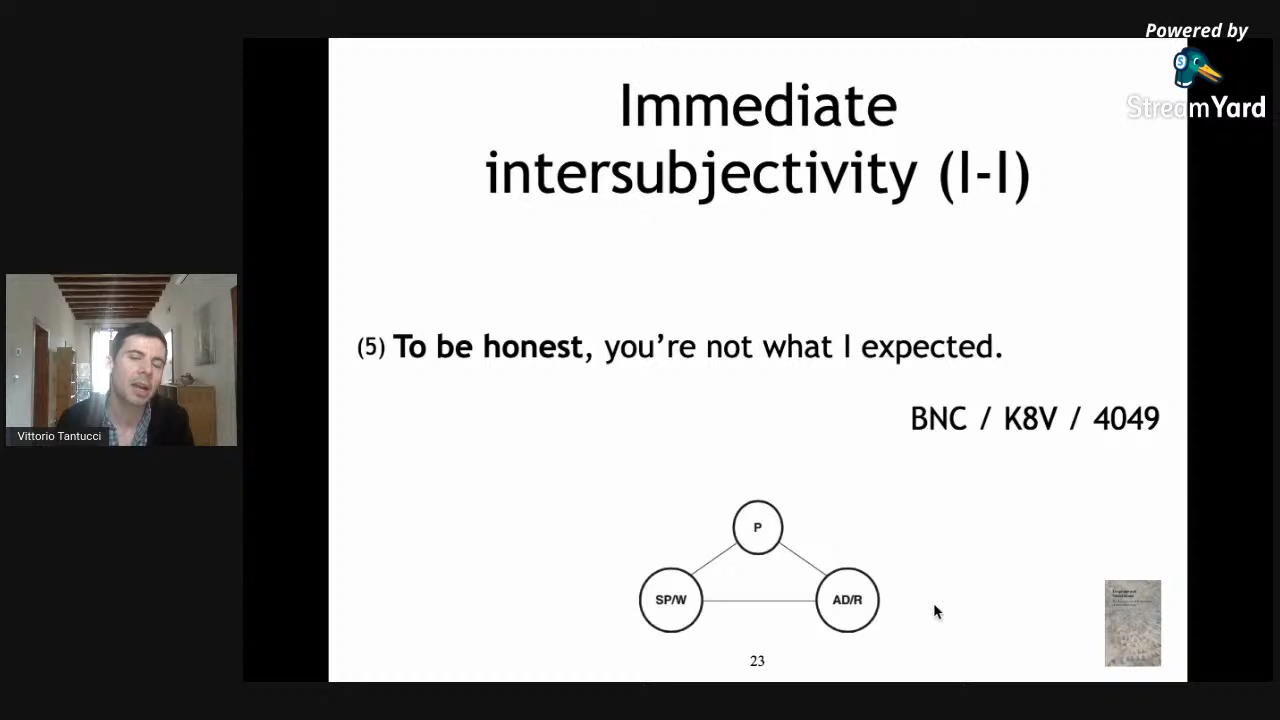 Powered by
StreamYard
Immediate
intersubjectivity (I-I)
(5) To be honest, you’re not what I expected.
BNC / K8V / 4049
P
SP/W
AD/R
23
Vittorio Tantucci